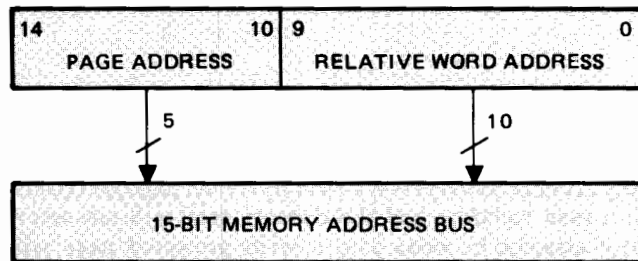 14 10 9 0
PAGE ADDRESS RELATIVE WORD ADDRESS
5 10
15-BIT MEMORY ADDRESS BUS